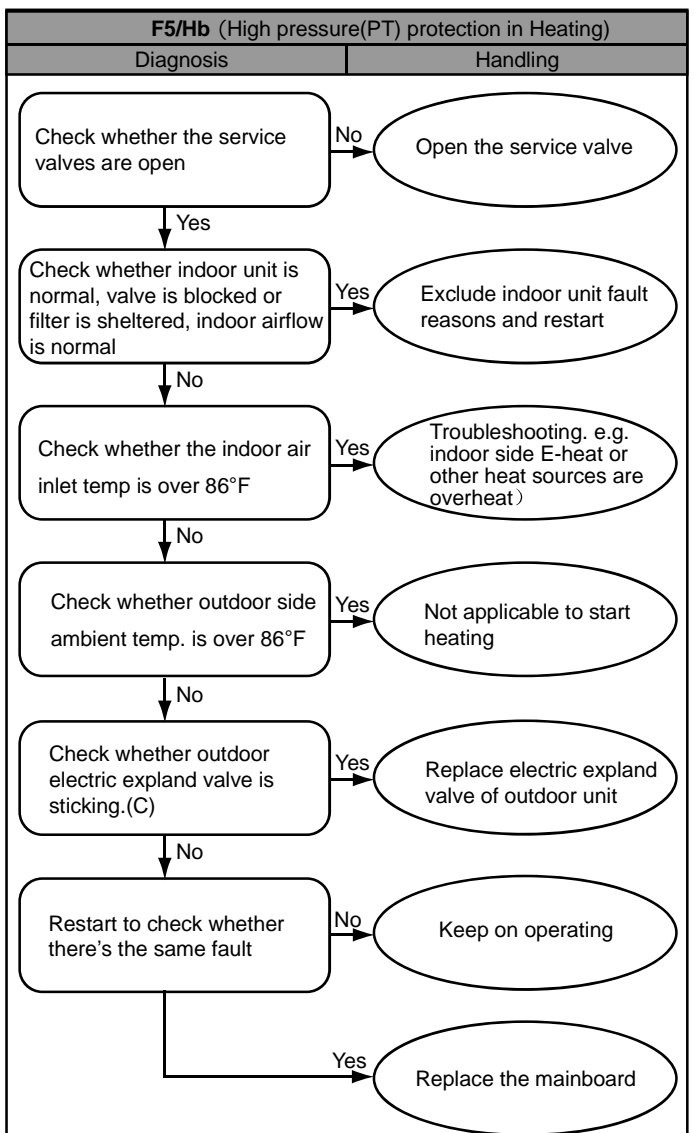 F5/Hb（High pressure(PT) protection in Heating)
Diagnosis
Handling
Check whether the service
valves are open
No
Open the service valve
Yes
Check whether indoor unit is
normal, valve is blocked or
filter is sheltered, indoor airflow
is normal
Yes
Exclude indoor unit fault
reasons and restart
No
Check whether the indoor air
inlet temp is over 86°F
Yes
Troubleshooting. e.g.
indoor side E-heat or
other heat sources are
overheat）
No
Check whether outdoor side
ambient temp. is over 86°F
Yes
Not applicable to start
heating
No
Check whether outdoor
electric expland valve is
sticking.(C)
Yes
Replace electric expland
valve of outdoor unit
No
Restart to check whether
there's the same fault
No
Keep on operating
Yes
Replace the mainboard